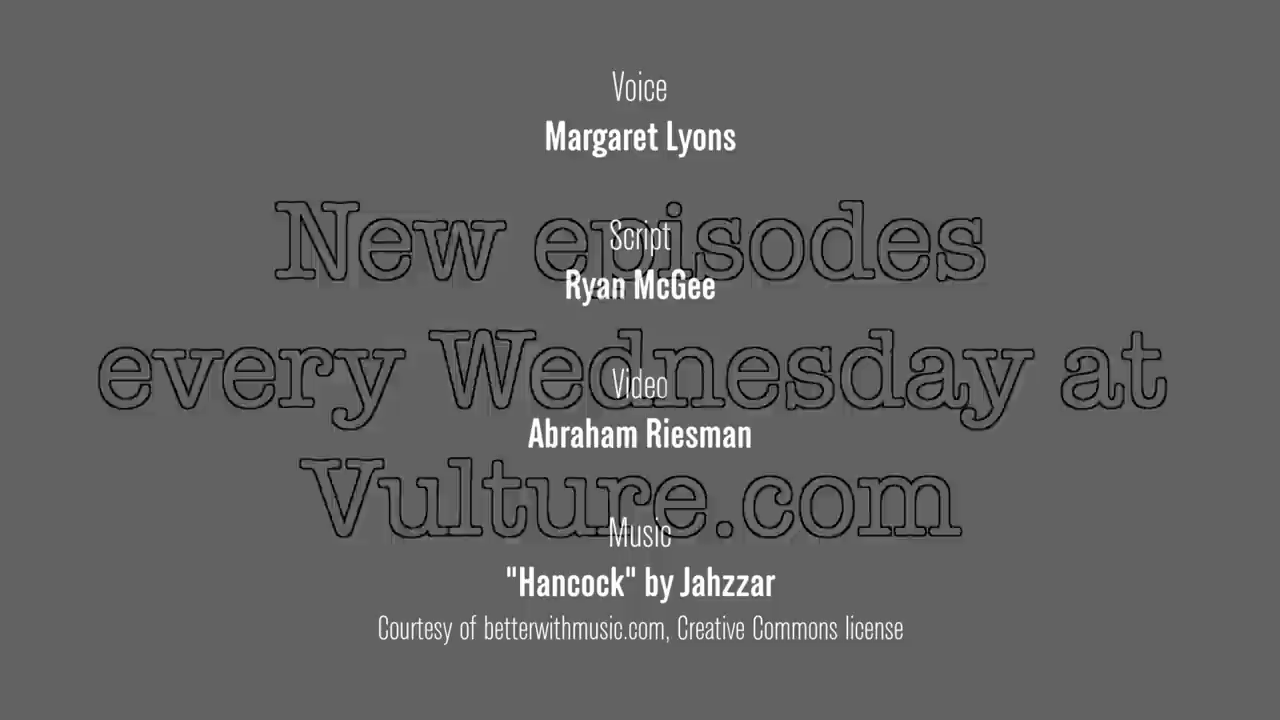 Voice
Margaret Lyons
New episodes
Script
Ryan McGee
every Wednesday at
Video
Abraham Riesman
Vulture.com
Music
"Hancock" by Jahzzar
Courtesy of betterwithmusic.com, Creative Commons license